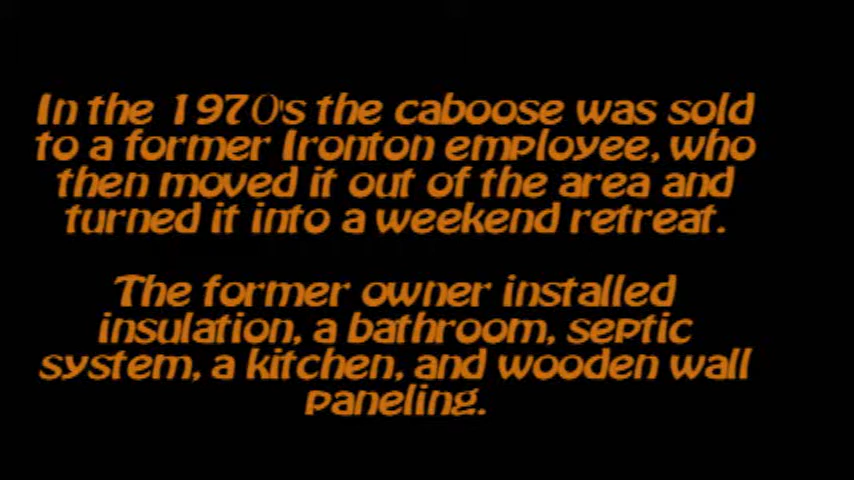 In the 1970's the caboose was sold
to a former Ironton employee, who
then moved it out of the area and
turned it into a weekend retreat.
The former owner installed
insulation, a bathroom, septic
system, a kitchen, and wooden wall
paneling.